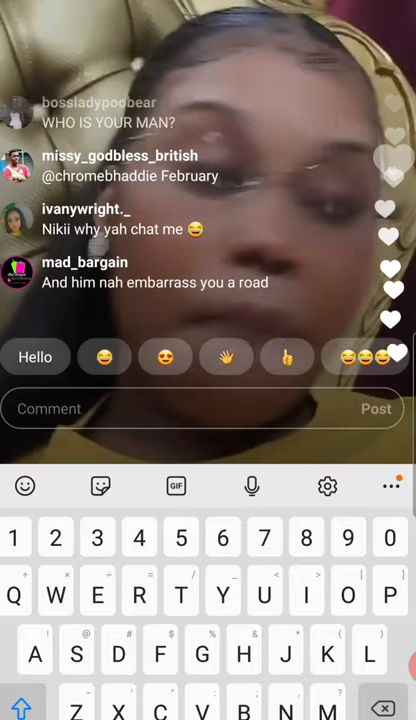 bossladypoobear
WHO IS YOUR MAN?
missy_godbless_british
@chromebhaddie February
ivanywright._
Nikii why yah chat me 😂
mad_bargain
And him nah embarrass you a road
Hello 😂 😍 👋 👍 😂😂😂
Comment Post
GIF
1 2 3 4 5 6 7 8 9 0
+ × ÷ = / _ < > [ ]
Q W E R T Y U I O P
! @ # $ % ^ & * ( )
A S D F G H J K L
- ' " : ; , ?
Z X C V B N M